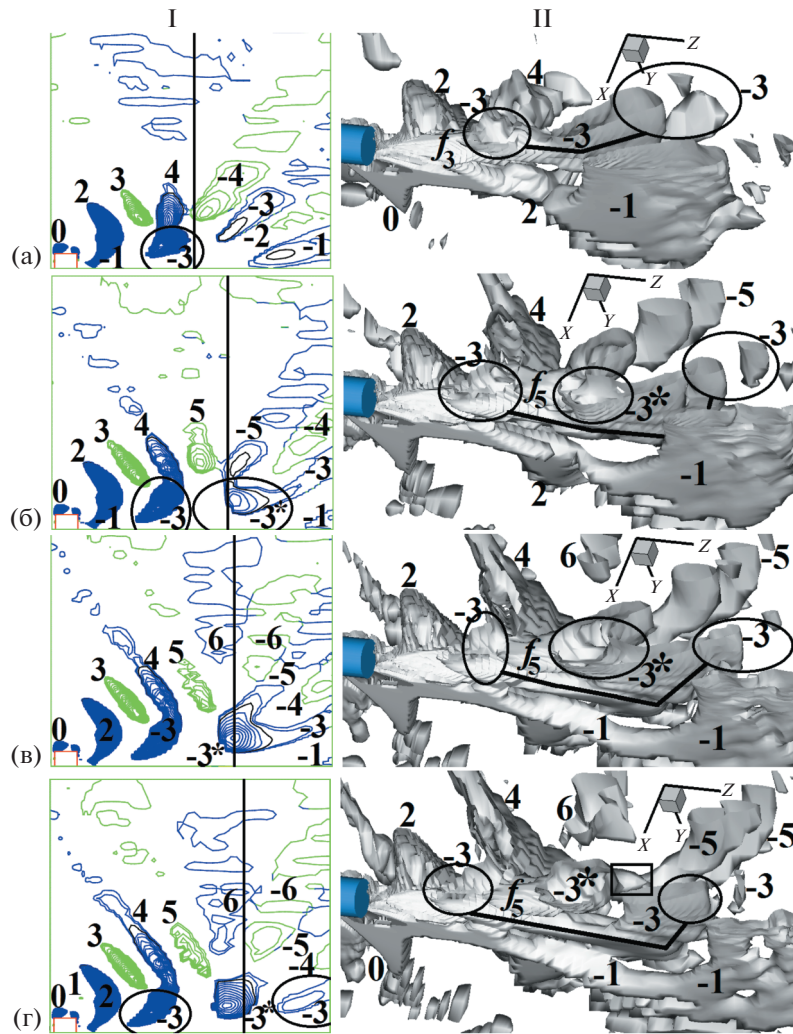 I II
2 3 4 -4 -3 -2 -1 0 -1 -3
(а)
2 -3 4 -3 f3 -3 0 2 -1
X Y Z
2 3 4 5 -5 -4 -3 0 -1 -3 -3* -1
(б)
2 -3 4 f5 -3* -5 -3 2 -1
X Y Z
3 4 5 6 -6 -5 -4 0 2 -3 -3* -3 -1
(в)
2 -3 4 6 -5 f5 -3* -3 -1 -1
X Y Z
3 4 5 6 -6 -5 -4 0 1 2 -3 -3* -3
(г)
2 -3 4 6 -5 -5 f5 -3* -3 -3 0 -1 -1
X Y Z